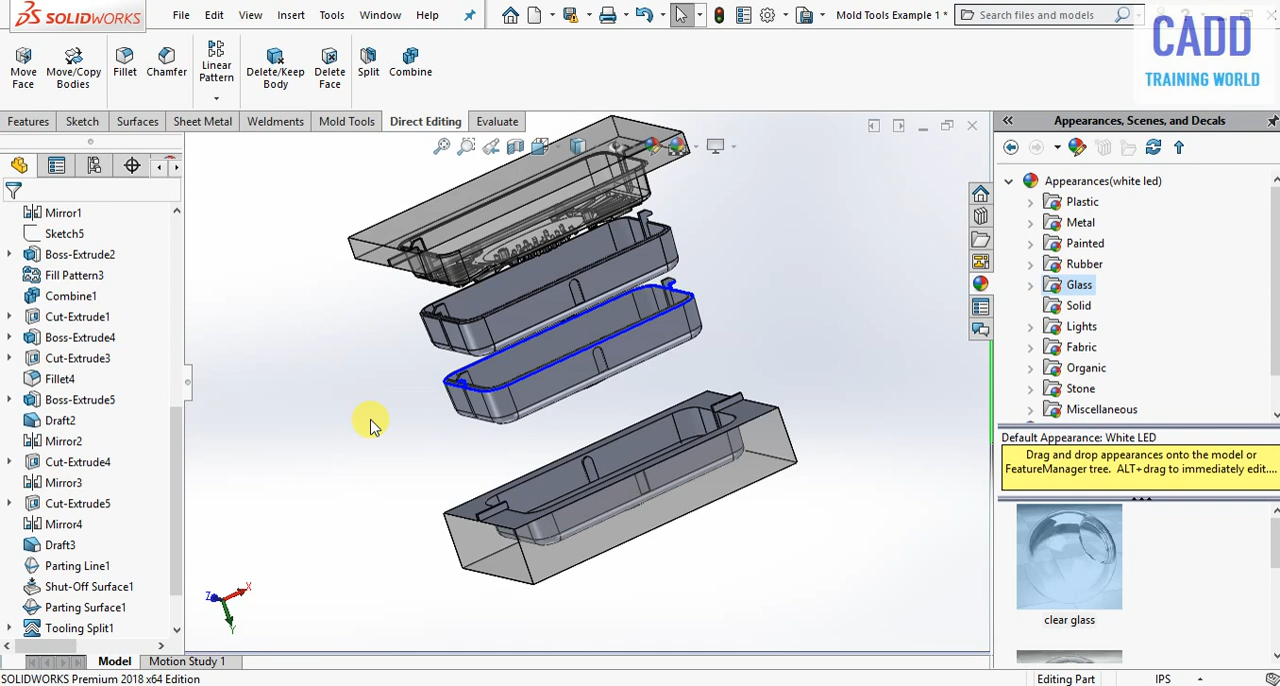 SOLIDWORKS
File Edit View Insert Tools Window Help
Mold Tools Example 1 *
Search files and models
CADD
TRAINING WORLD
Move Face
Move/Copy Bodies
Fillet
Chamfer
Linear Pattern
Delete/Keep Body
Delete Face
Split
Combine
Features Sketch Surfaces Sheet Metal Weldments Mold Tools Direct Editing Evaluate
Mirror1
Sketch5
Boss-Extrude2
Fill Pattern3
Combine1
Cut-Extrude1
Boss-Extrude4
Cut-Extrude3
Fillet4
Boss-Extrude5
Draft2
Mirror2
Cut-Extrude4
Mirror3
Cut-Extrude5
Mirror4
Draft3
Parting Line1
Shut-Off Surface1
Parting Surface1
Tooling Split1
X
Y
Z
Appearances, Scenes, and Decals
Appearances(white led)
Plastic
Metal
Painted
Rubber
Glass
Solid
Lights
Fabric
Organic
Stone
Miscellaneous
Default Appearance: White LED
Drag and drop appearances onto the model or
FeatureManager tree. ALT+drag to immediately edit....
clear glass
Model Motion Study 1
SOLIDWORKS Premium 2018 x64 Edition
Editing Part
IPS